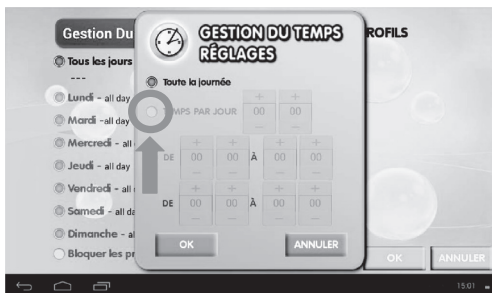 Gestion Du
ROFILS
Tous les jours
---
Lundi - all day
Mardi -all day
Mercredi - all
Jeudi - all day
Vendredi - all
Samedi - all da
Dimanche - al
Bloquer les pr
OK
ANNULER
GESTION DU TEMPS
RÉGLAGES
Toute la journée
TEMPS PAR JOUR
+ +
00 00
— —
+ + + +
DE 00 00 À 00 00
— — — —
+ + + +
DE 00 00 À 00 00
— — — —
OK
ANNULER
15:01